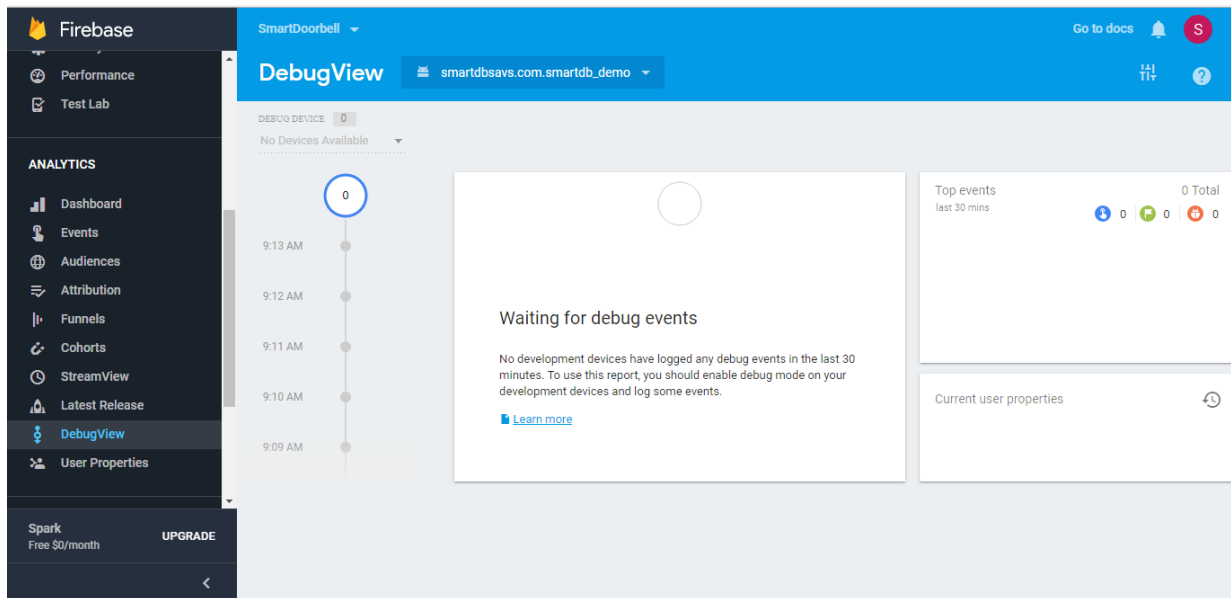 Firebase
Performance
Test Lab
ANALYTICS
Dashboard
Events
Audiences
Attribution
Funnels
Cohorts
StreamView
Latest Release
DebugView
User Properties
Spark
Free $0/month
UPGRADE
SmartDoorbell
Go to docs
S
DebugView
smartdbsavs.com.smartdb_demo
?
DEBUG DEVICE 0
No Devices Available
0
9:13 AM
9:12 AM
9:11 AM
9:10 AM
9:09 AM
Waiting for debug events
No development devices have logged any debug events in the last 30
minutes. To use this report, you should enable debug mode on your
development devices and log some events.
Learn more
Top events
0 Total
last 30 mins
0 0 0
Current user properties